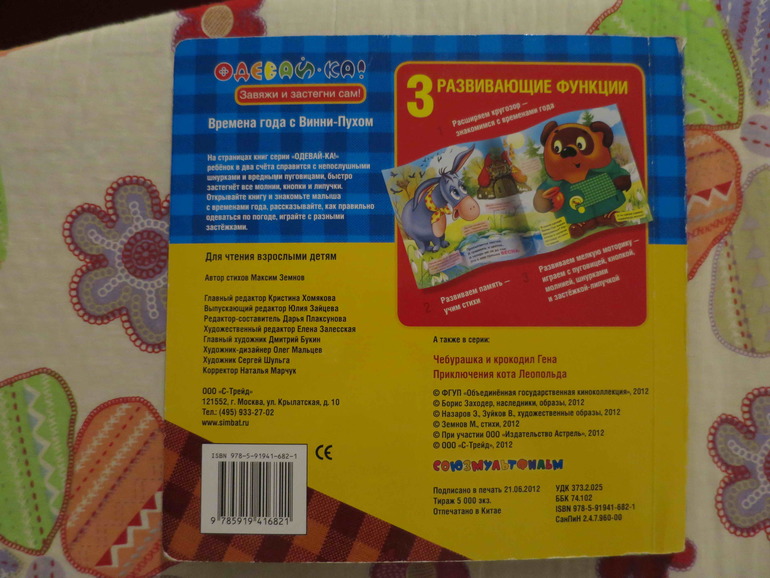 ОДЕВАЙ-КА!
Завяжи и застегни сам!
Времена года с Винни-Пухом
На страницах книг серии «ОДЕВАЙ-КА!»
ребёнок в два счёта справится с непослушными
шнурками и вредными пуговицами, быстро
застегнёт все молнии, кнопки и липучки.
Открывайте книгу и знакомьте малыша
с временами года, рассказывайте, как правильно
одеваться по погоде, играйте с разными
застёжками.
Для чтения взрослыми детям
Автор стихов Максим Земнов
Главный редактор Кристина Хомякова
Выпускающий редактор Юлия Зайцева
Редактор-составитель Дарья Плаксунова
Художественный редактор Елена Залесская
Главный художник Дмитрий Букин
Художник-дизайнер Олег Мальцев
Художник Сергей Шульга
Корректор Наталья Марчук
ООО «С-Трейд»
121552, г. Москва, ул. Крылатская, д. 10
Тел.: (495) 933-27-02
www.simbat.ru
ISBN 978-5-91941-682-1
9 785919 416821
CE
3 РАЗВИВАЮЩИЕ ФУНКЦИИ
1 Расширяем кругозор –
знакомимся с временами года
2 Развиваем память –
учим стихи
3 Развиваем мелкую моторику –
играем с пуговицей, кнопкой,
молнией, шнурками
и застёжкой-липучкой
А также в серии:
Чебурашка и крокодил Гена
Приключения кота Леопольда
© ФГУП «Объединённая государственная киноколлекция», 2012
© Борис Заходер, наследники, образы, 2012
© Назаров Э., Зуйков В., художественные образы, 2012
© Земнов М., стихи, 2012
© При участии ООО «Издательство Астрель», 2012
© ООО «С-Трейд», 2012
СОЮЗМУЛЬТФИЛЬМ
Подписано в печать 21.06.2012
Тираж 5 000 экз.
Отпечатано в Китае
УДК 373.2.025
ББК 74.102
ISBN 978-5-91941-682-1
СанПиН 2.4.7.960-00